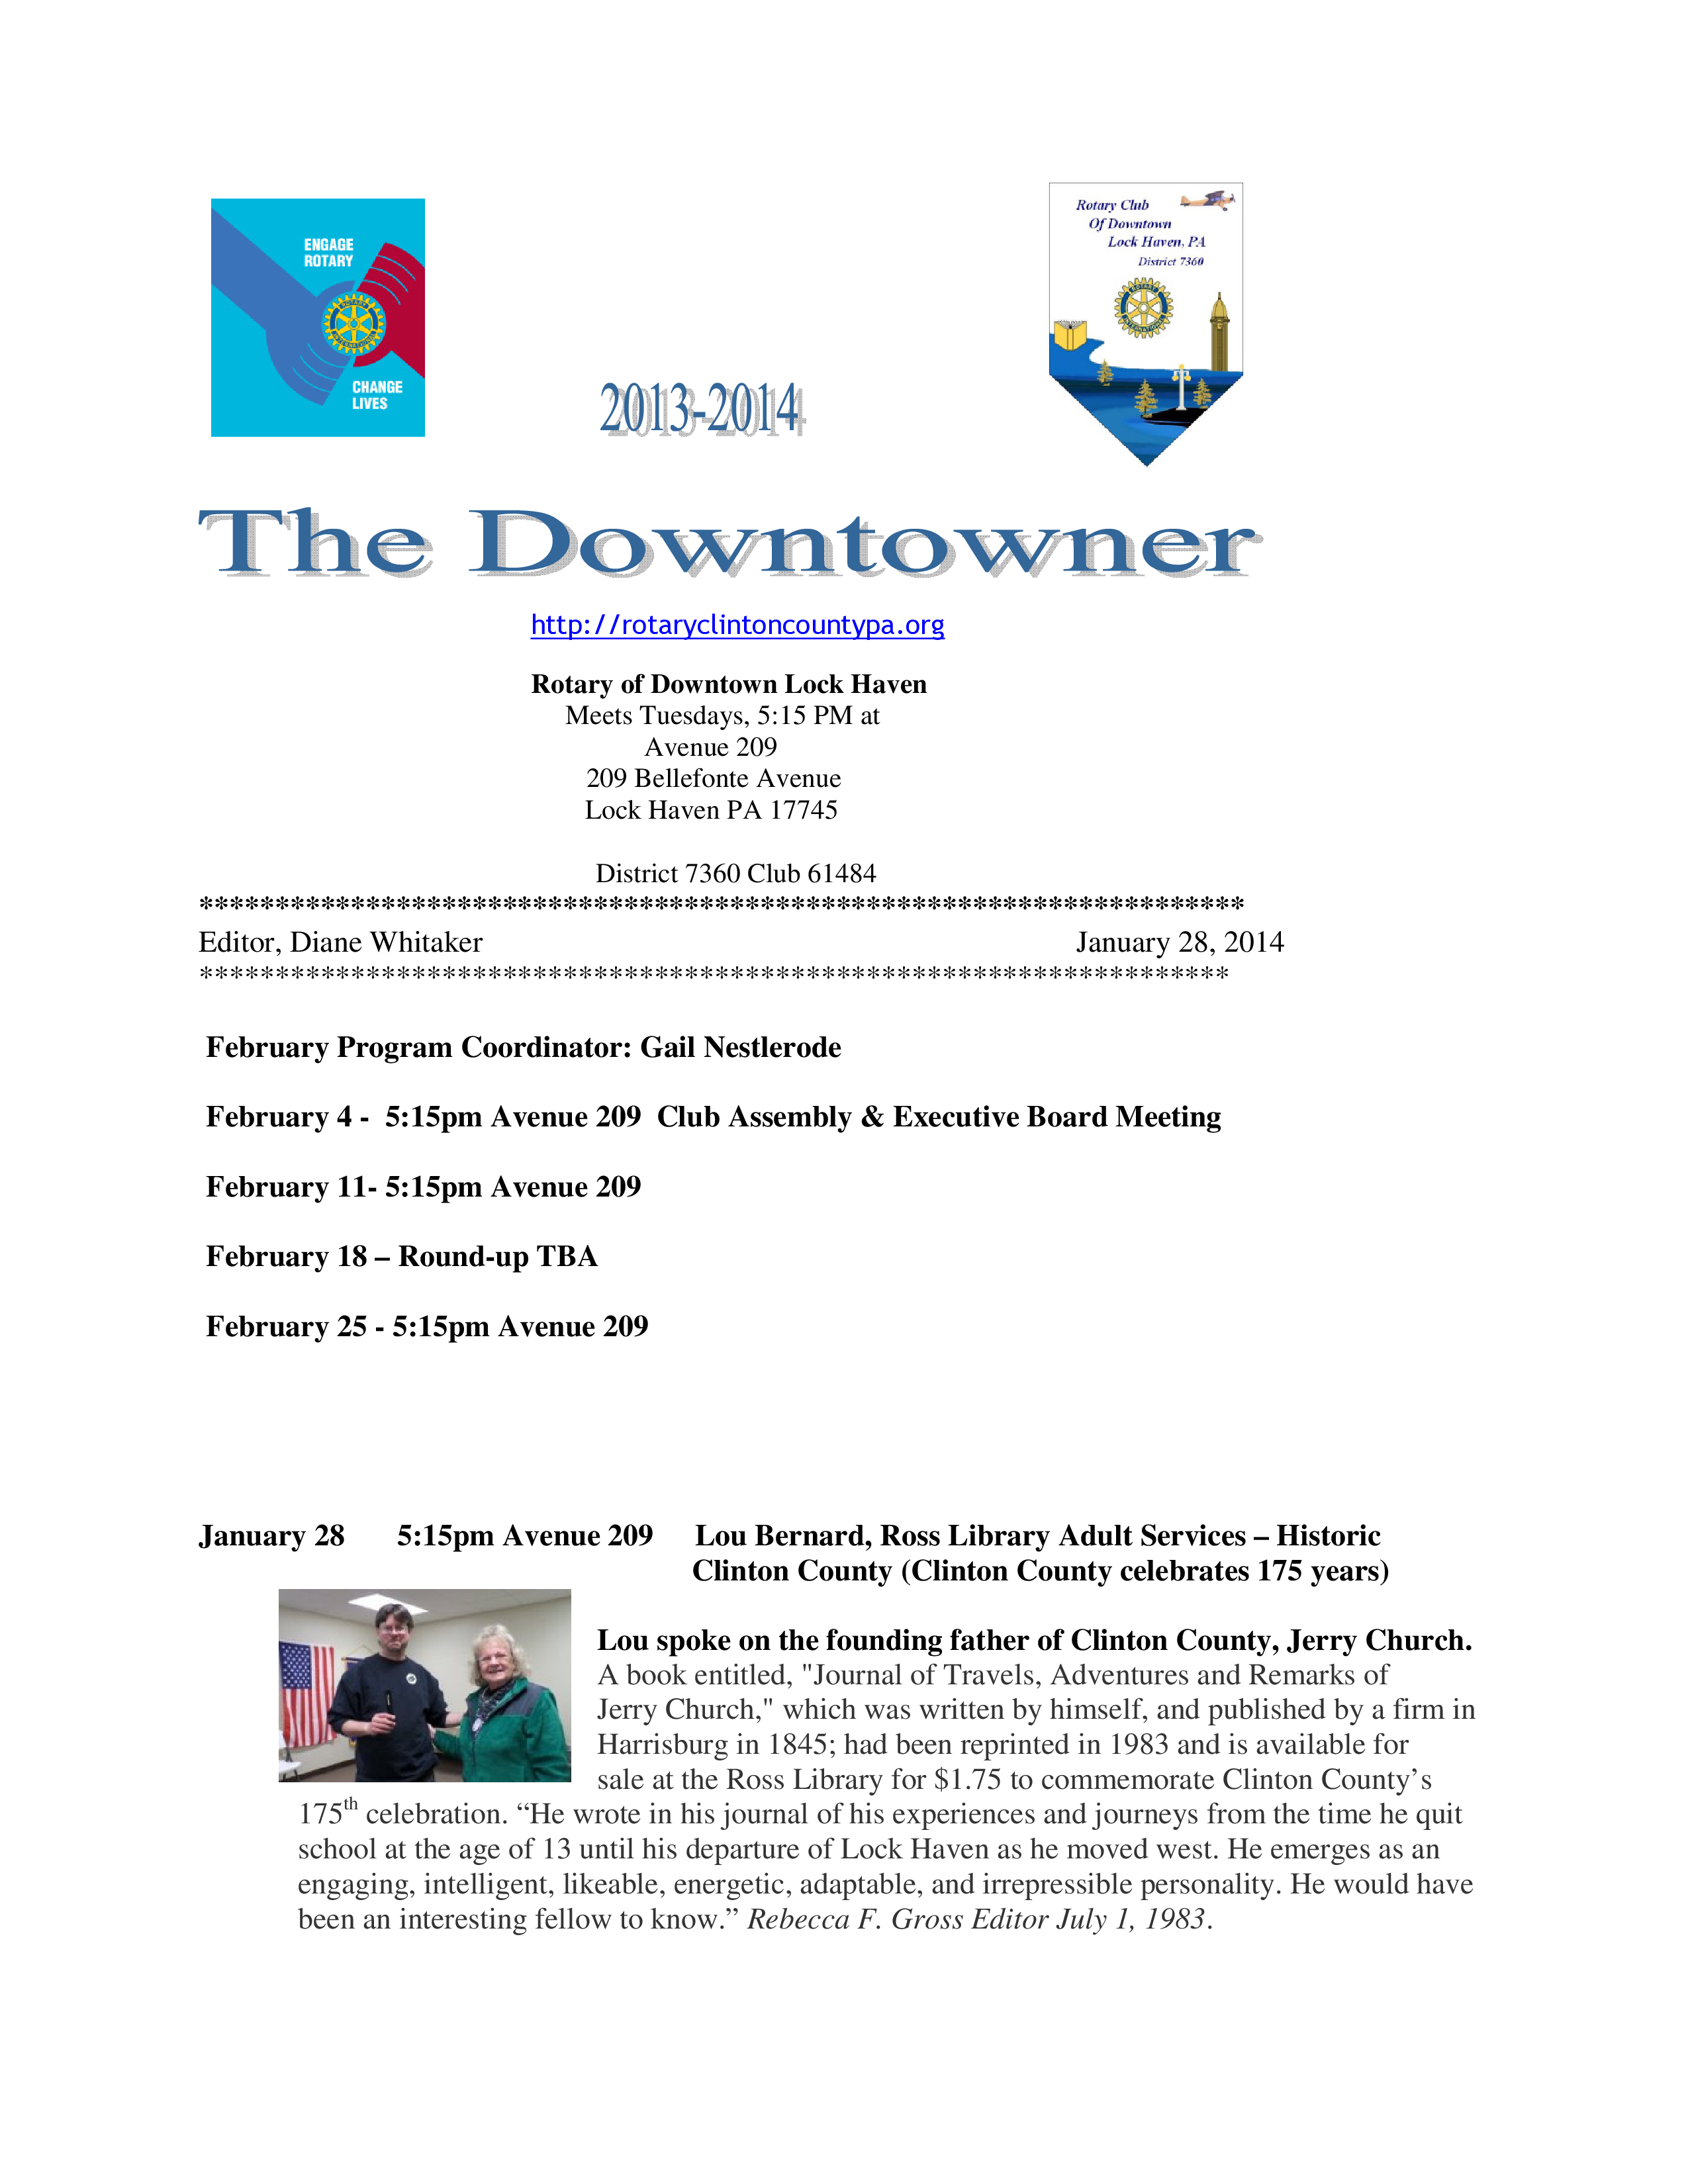 ENGAGE
ROTARY
CHANGE
LIVES
Rotary Club
Of Downtown
Lock Haven, PA
District 7360
ROTARY
INTERNATIONAL
2013-2014
The Downtowner
http://rotaryclintoncountypa.org
Rotary of Downtown Lock Haven
Meets Tuesdays, 5:15 PM at
Avenue 209
209 Bellefonte Avenue
Lock Haven PA 17745
District 7360 Club 61484
*********************************************************************
Editor, Diane Whitaker January 28, 2014
********************************************************************
February Program Coordinator: Gail Nestlerode
February 4 - 5:15pm Avenue 209 Club Assembly & Executive Board Meeting
February 11- 5:15pm Avenue 209
February 18 – Round-up TBA
February 25 - 5:15pm Avenue 209
January 28 5:15pm Avenue 209 Lou Bernard, Ross Library Adult Services – Historic
Clinton County (Clinton County celebrates 175 years)
Lou spoke on the founding father of Clinton County, Jerry Church.
A book entitled, "Journal of Travels, Adventures and Remarks of
Jerry Church," which was written by himself, and published by a firm in
Harrisburg in 1845; had been reprinted in 1983 and is available for
sale at the Ross Library for $1.75 to commemorate Clinton County’s
175th celebration. “He wrote in his journal of his experiences and journeys from the time he quit
school at the age of 13 until his departure of Lock Haven as he moved west. He emerges as an
engaging, intelligent, likeable, energetic, adaptable, and irrepressible personality. He would have
been an interesting fellow to know.” Rebecca F. Gross Editor July 1, 1983.